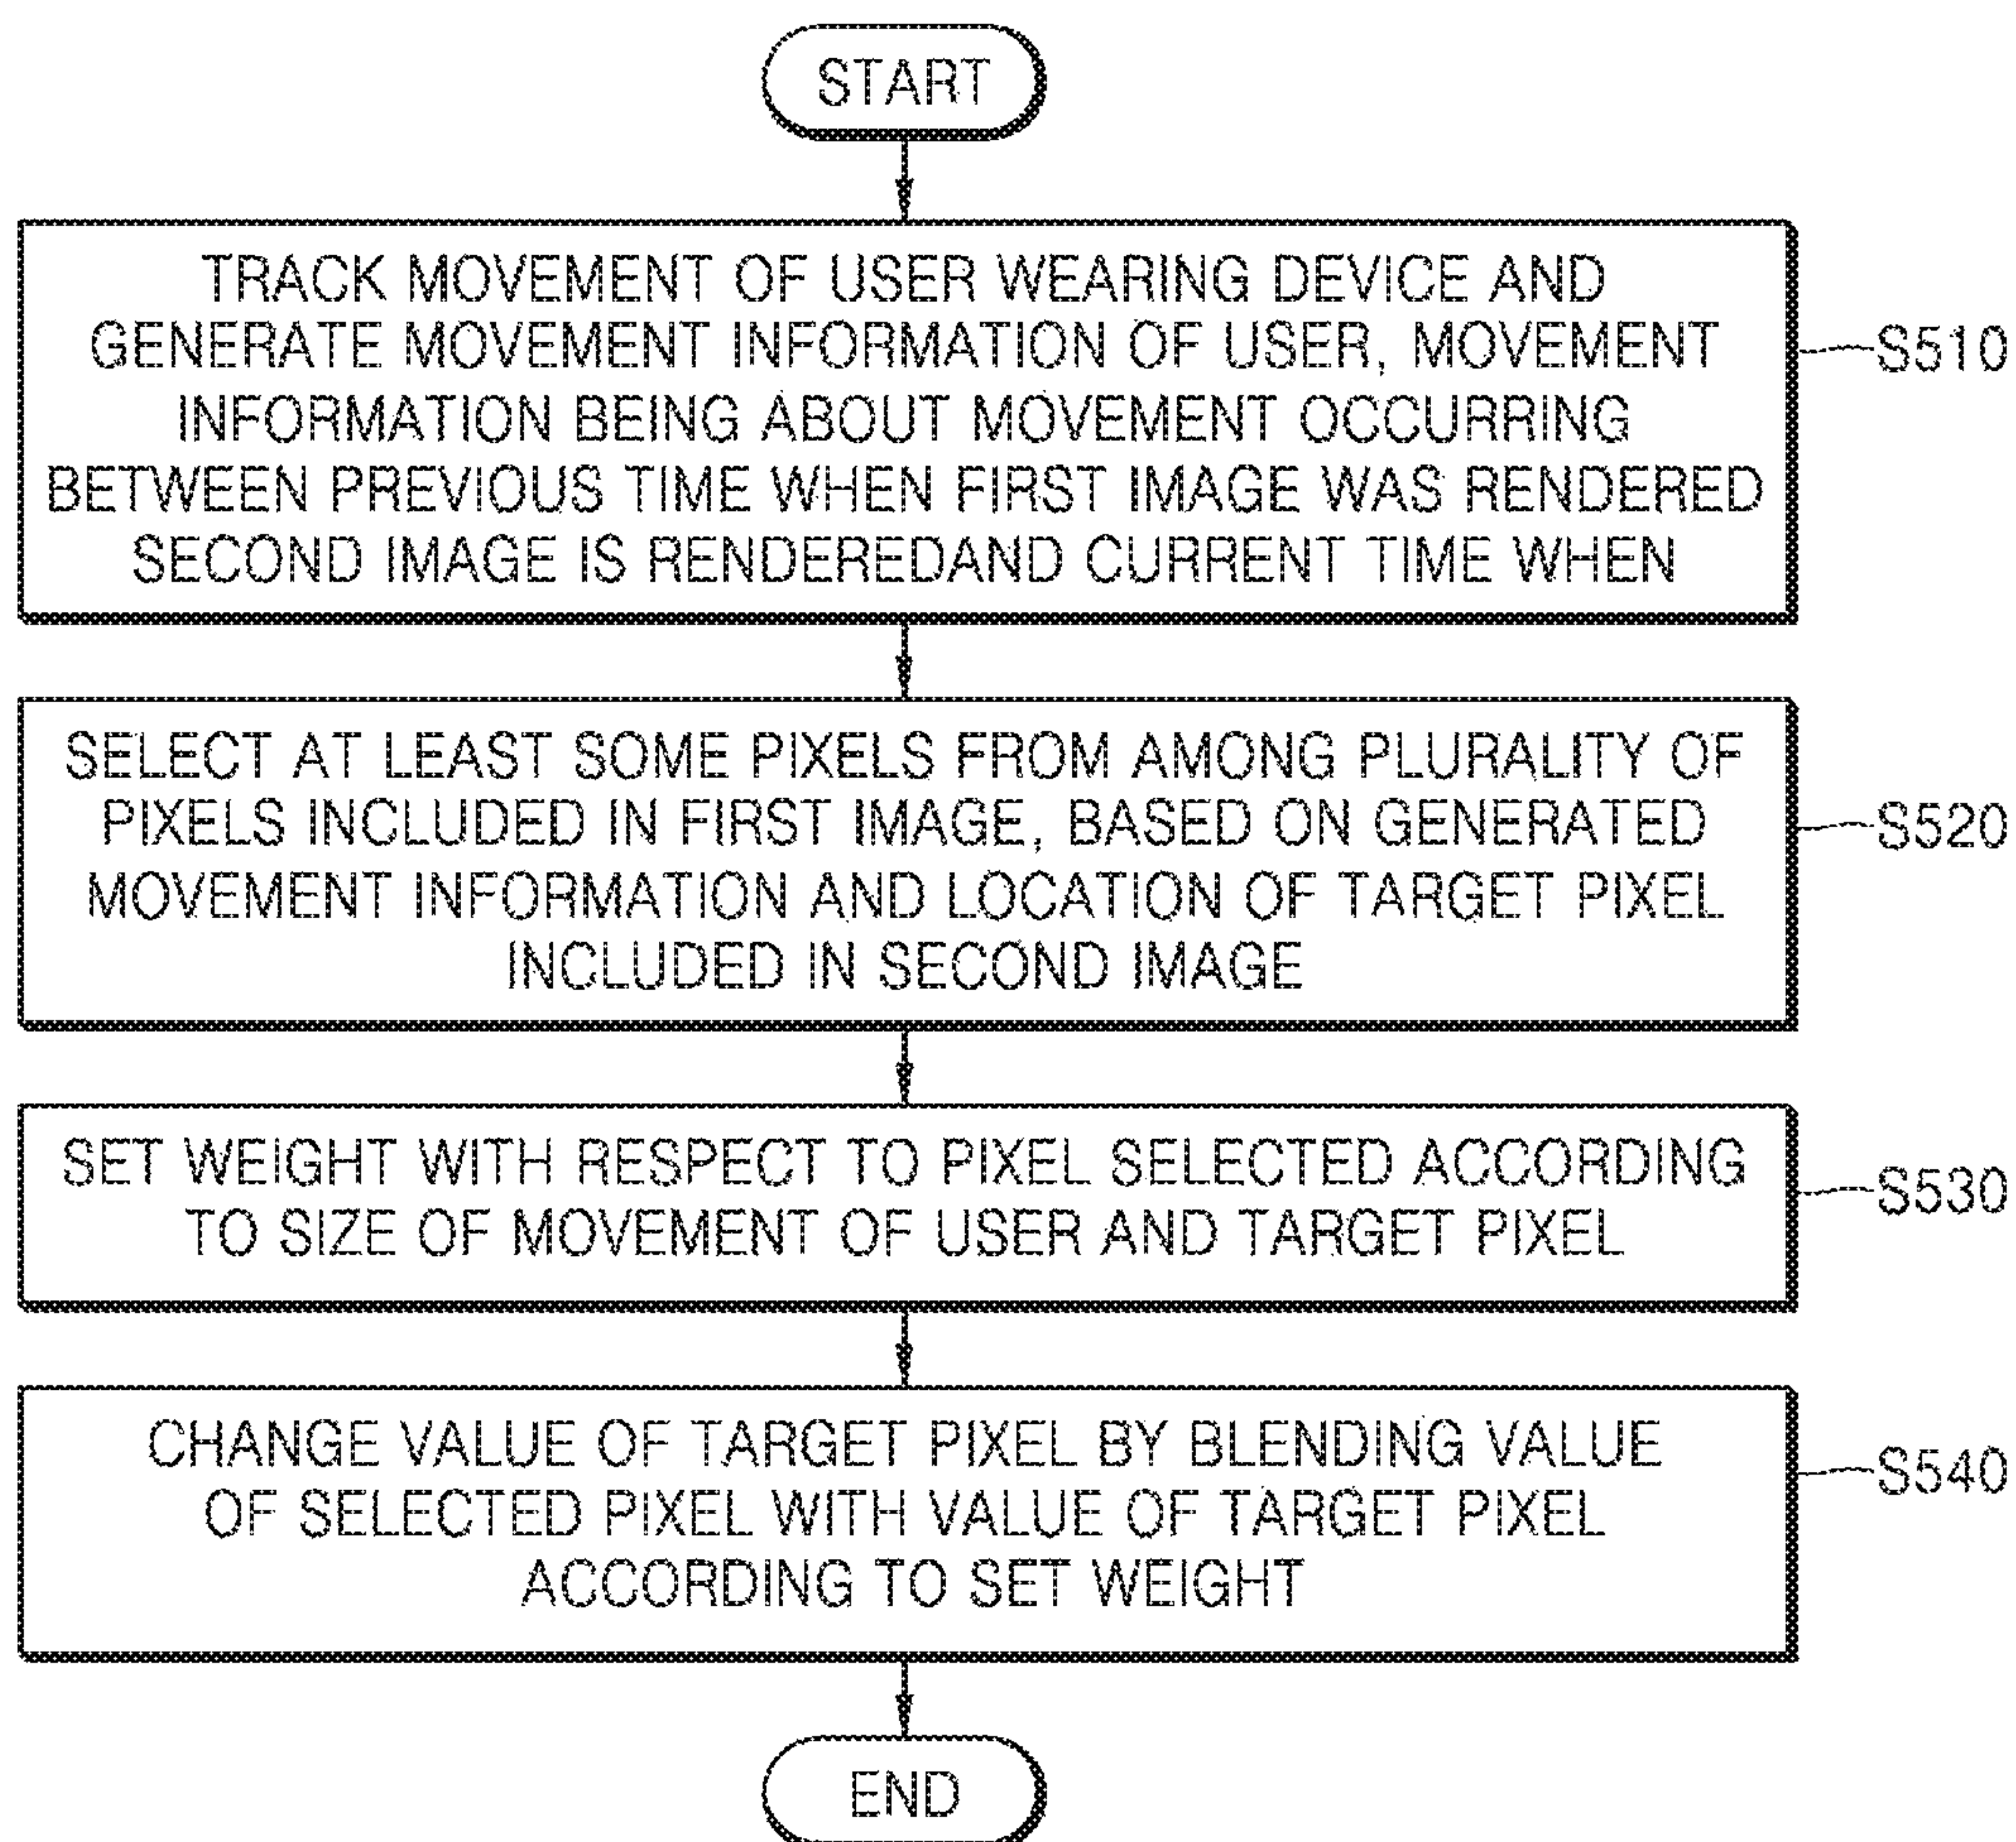 START
TRACK MOVEMENT OF USER WEARING DEVICE AND
GENERATE MOVEMENT INFORMATION OF USER, MOVEMENT
INFORMATION BEING ABOUT MOVEMENT OCCURRING
BETWEEN PREVIOUS TIME WHEN FIRST IMAGE WAS RENDERED
SECOND IMAGE IS RENDEREDAND CURRENT TIME WHEN
S510
SELECT AT LEAST SOME PIXELS FROM AMONG PLURALITY OF
PIXELS INCLUDED IN FIRST IMAGE, BASED ON GENERATED
MOVEMENT INFORMATION AND LOCATION OF TARGET PIXEL
INCLUDED IN SECOND IMAGE
S520
SET WEIGHT WITH RESPECT TO PIXEL SELECTED ACCORDING
TO SIZE OF MOVEMENT OF USER AND TARGET PIXEL
S530
CHANGE VALUE OF TARGET PIXEL BY BLENDING VALUE
OF SELECTED PIXEL WITH VALUE OF TARGET PIXEL
ACCORDING TO SET WEIGHT
S540
END